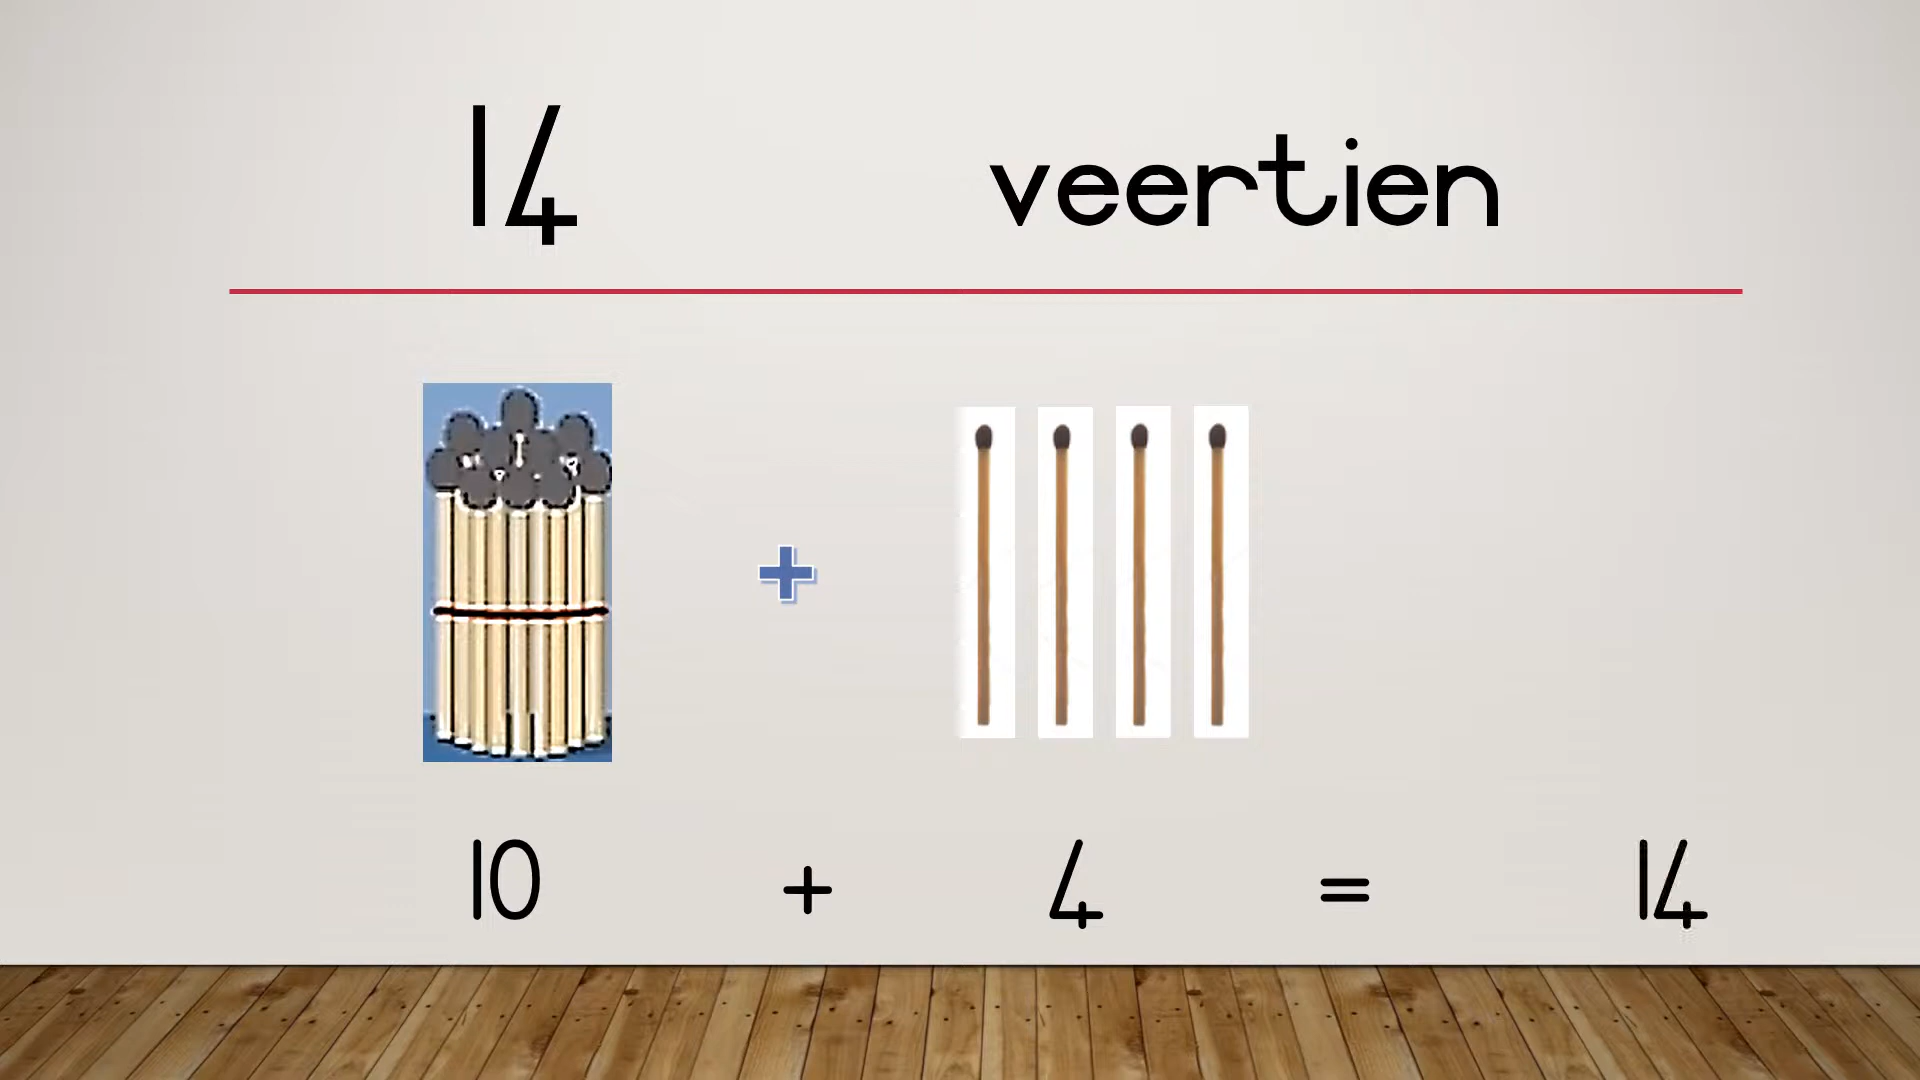 14 veertien
+
10 + 4 = 14